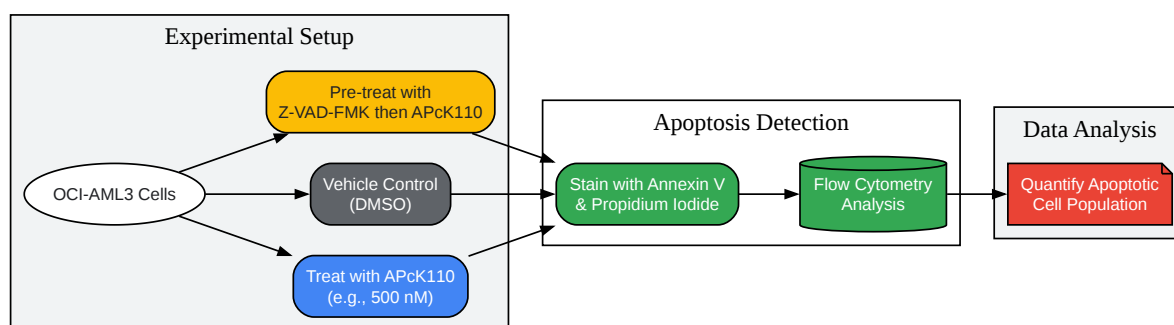 Experimental Setup
Pre-treat with
Z-VAD-FMK then APcK110
OCI-AML3 Cells
Vehicle Control
(DMSO)
Treat with APcK110
(e.g., 500 nM)
Apoptosis Detection
Stain with Annexin V
& Propidium Iodide
Flow Cytometry
Analysis
Data Analysis
Quantify Apoptotic
Cell Population